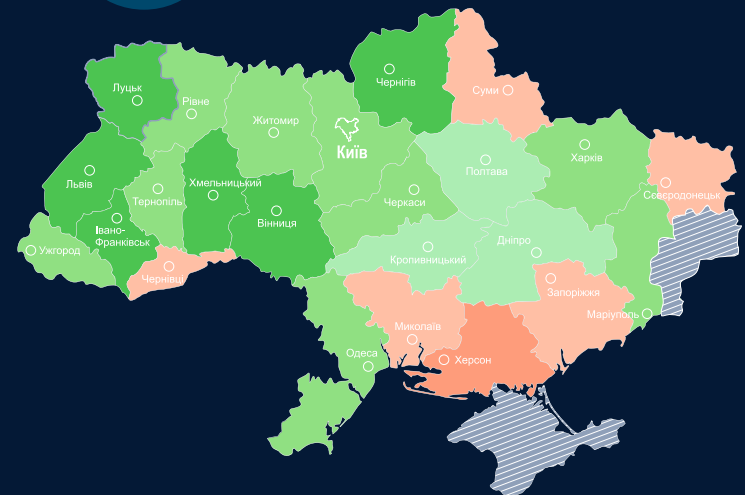 Чернігів
Луцьк
Суми
Рівне
Житомир
Київ
Харків
Полтава
Львів
Хмельницький
Сєвєродонецьк
Тернопіль
Черкаси
Вінниця
Івано-
Франківськ
Дніпро
Ужгород
Кропивницький
Чернівці
Запоріжжя
Маріуполь
Миколаїв
Одеса
Херсон